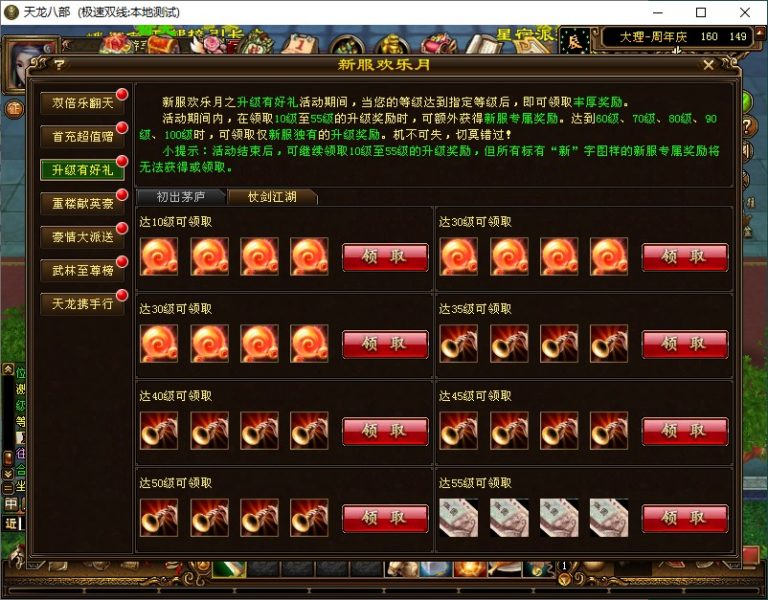 天龙八部 (极速双线:本地测试)
大理-周年庆 160 149
新服欢乐月
双倍乐翻天
首充超值赠
升级有好礼
重楼献英豪
豪情大派送
武林至尊榜
天龙携手行
新服欢乐月之升级有好礼活动期间，当您的等级达到指定等级后，即可领取丰厚奖励。
活动期间内，在领取10级至55级的升级奖励时，可额外获得新服专属奖励。达到60级、70级、80级、90
级、100级时，可领取仅新服独有的升级奖励。机不可失，切莫错过！
小提示：活动结束后，可继续领取10级至55级的升级奖励，但所有标有“新”字图样的新服专属奖励将
无法获得或领取。
初出茅庐 仗剑江湖
达10级可领取
领取
达30级可领取
领取
达30级可领取
领取
达35级可领取
领取
达40级可领取
领取
达45级可领取
领取
达50级可领取
领取
达55级可领取
领取
近